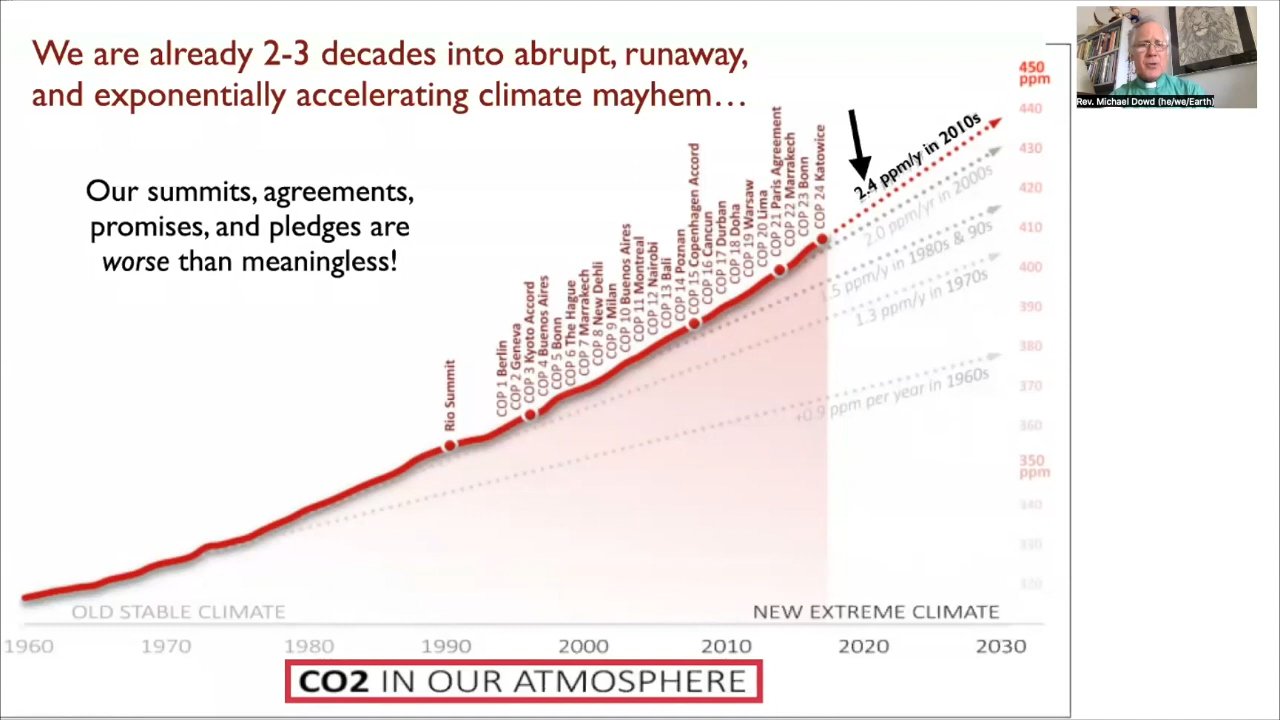 We are already 2-3 decades into abrupt, runaway,
and exponentially accelerating climate mayhem…
Our summits, agreements,
promises, and pledges are
worse than meaningless!
Rev. Michael Dowd (he/we/Earth)
Rio Summit
COP 1 Berlin
COP 2 Geneva
COP 3 Kyoto Accord
COP 4 Buenos Aires
COP 5 Bonn
COP 6 The Hague
COP 7 Marrakech
COP 8 New Dehli
COP 9 Milan
COP 10 Buenos Aires
COP 11 Montreal
COP 12 Nairobi
COP 13 Bali
COP 14 Poznan
COP 15 Copenhagen Accord
COP 16 Cancun
COP 17 Durban
COP 18 Doha
COP 19 Warsaw
COP 20 Lima
COP 21 Paris Agreement
COP 22 Marrakech
COP 23 Bonn
COP 24 Katowice
2.4 ppm/y in 2010s
2.0 ppm/yr in 2000s
1.5 ppm/y in 1980s & 90s
1.3 ppm/y in 1970s
+0.9 ppm per year in 1960s
450
ppm
440
430
420
410
400
390
380
370
360
350
ppm
340
330
320
OLD STABLE CLIMATE
NEW EXTREME CLIMATE
1960 1970 1980 1990 2000 2010 2020 2030
CO2 IN OUR ATMOSPHERE